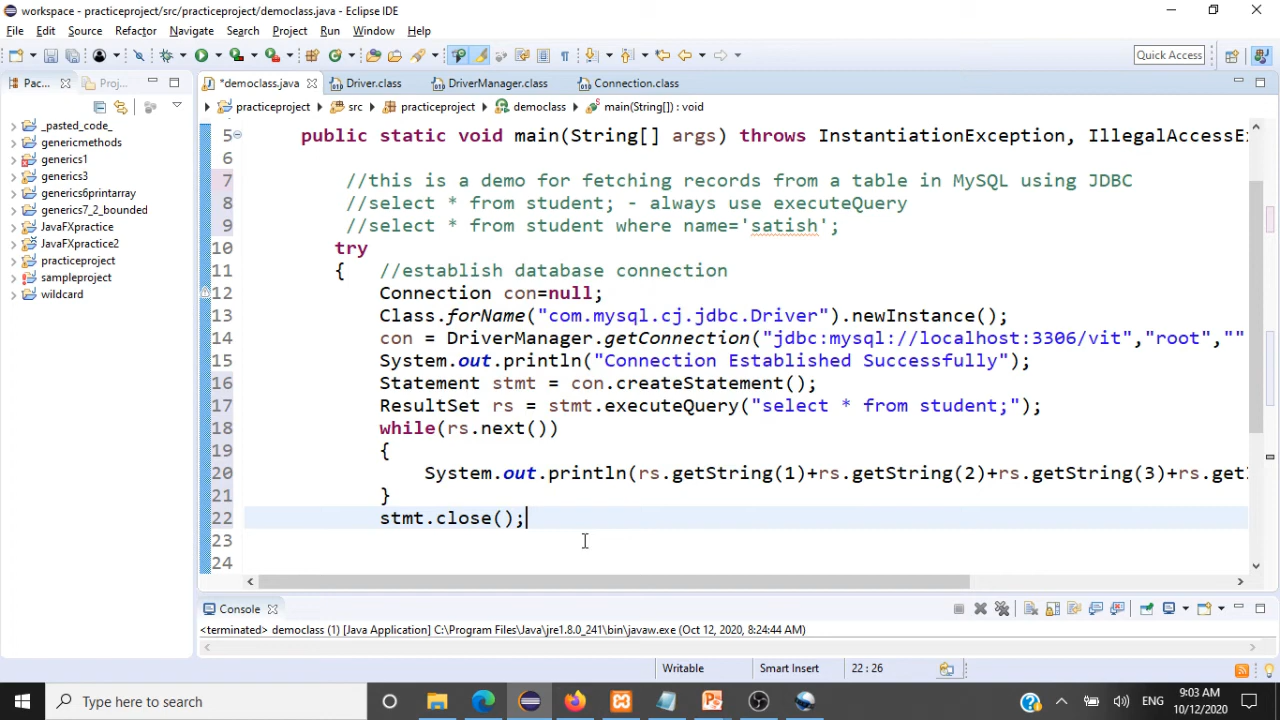 workspace - practiceproject/src/practiceproject/democlass.java - Eclipse IDE
File Edit Source Refactor Navigate Search Project Run Window Help
Quick Access
Pac... Proj...
*democlass.java Driver.class DriverManager.class Connection.class
practiceproject src practiceproject democlass main(String[]) : void
_pasted_code_
genericmethods
generics1
generics3
generics6printarray
generics7_2_bounded
JavaFXpractice
JavaFXpractice2
practiceproject
sampleproject
wildcard
5 public static void main(String[] args) throws InstantiationException, IllegalAccessE
6
7 //this is a demo for fetching records from a table in MySQL using JDBC
8 //select * from student; - always use executeQuery
9 //select * from student where name='satish';
10 try
11 { //establish database connection
12 Connection con=null;
13 Class.forName("com.mysql.cj.jdbc.Driver").newInstance();
14 con = DriverManager.getConnection("jdbc:mysql://localhost:3306/vit","root",""
15 System.out.println("Connection Established Successfully");
16 Statement stmt = con.createStatement();
17 ResultSet rs = stmt.executeQuery("select * from student;");
18 while(rs.next())
19 {
20 System.out.println(rs.getString(1)+rs.getString(2)+rs.getString(3)+rs.get
21 }
22 stmt.close();
23
24
Console
<terminated> democlass (1) [Java Application] C:\Program Files\Java\jre1.8.0_241\bin\javaw.exe (Oct 12, 2020, 8:24:44 AM)
Writable Smart Insert 22 : 26
Type here to search
ENG
9:03 AM
10/12/2020